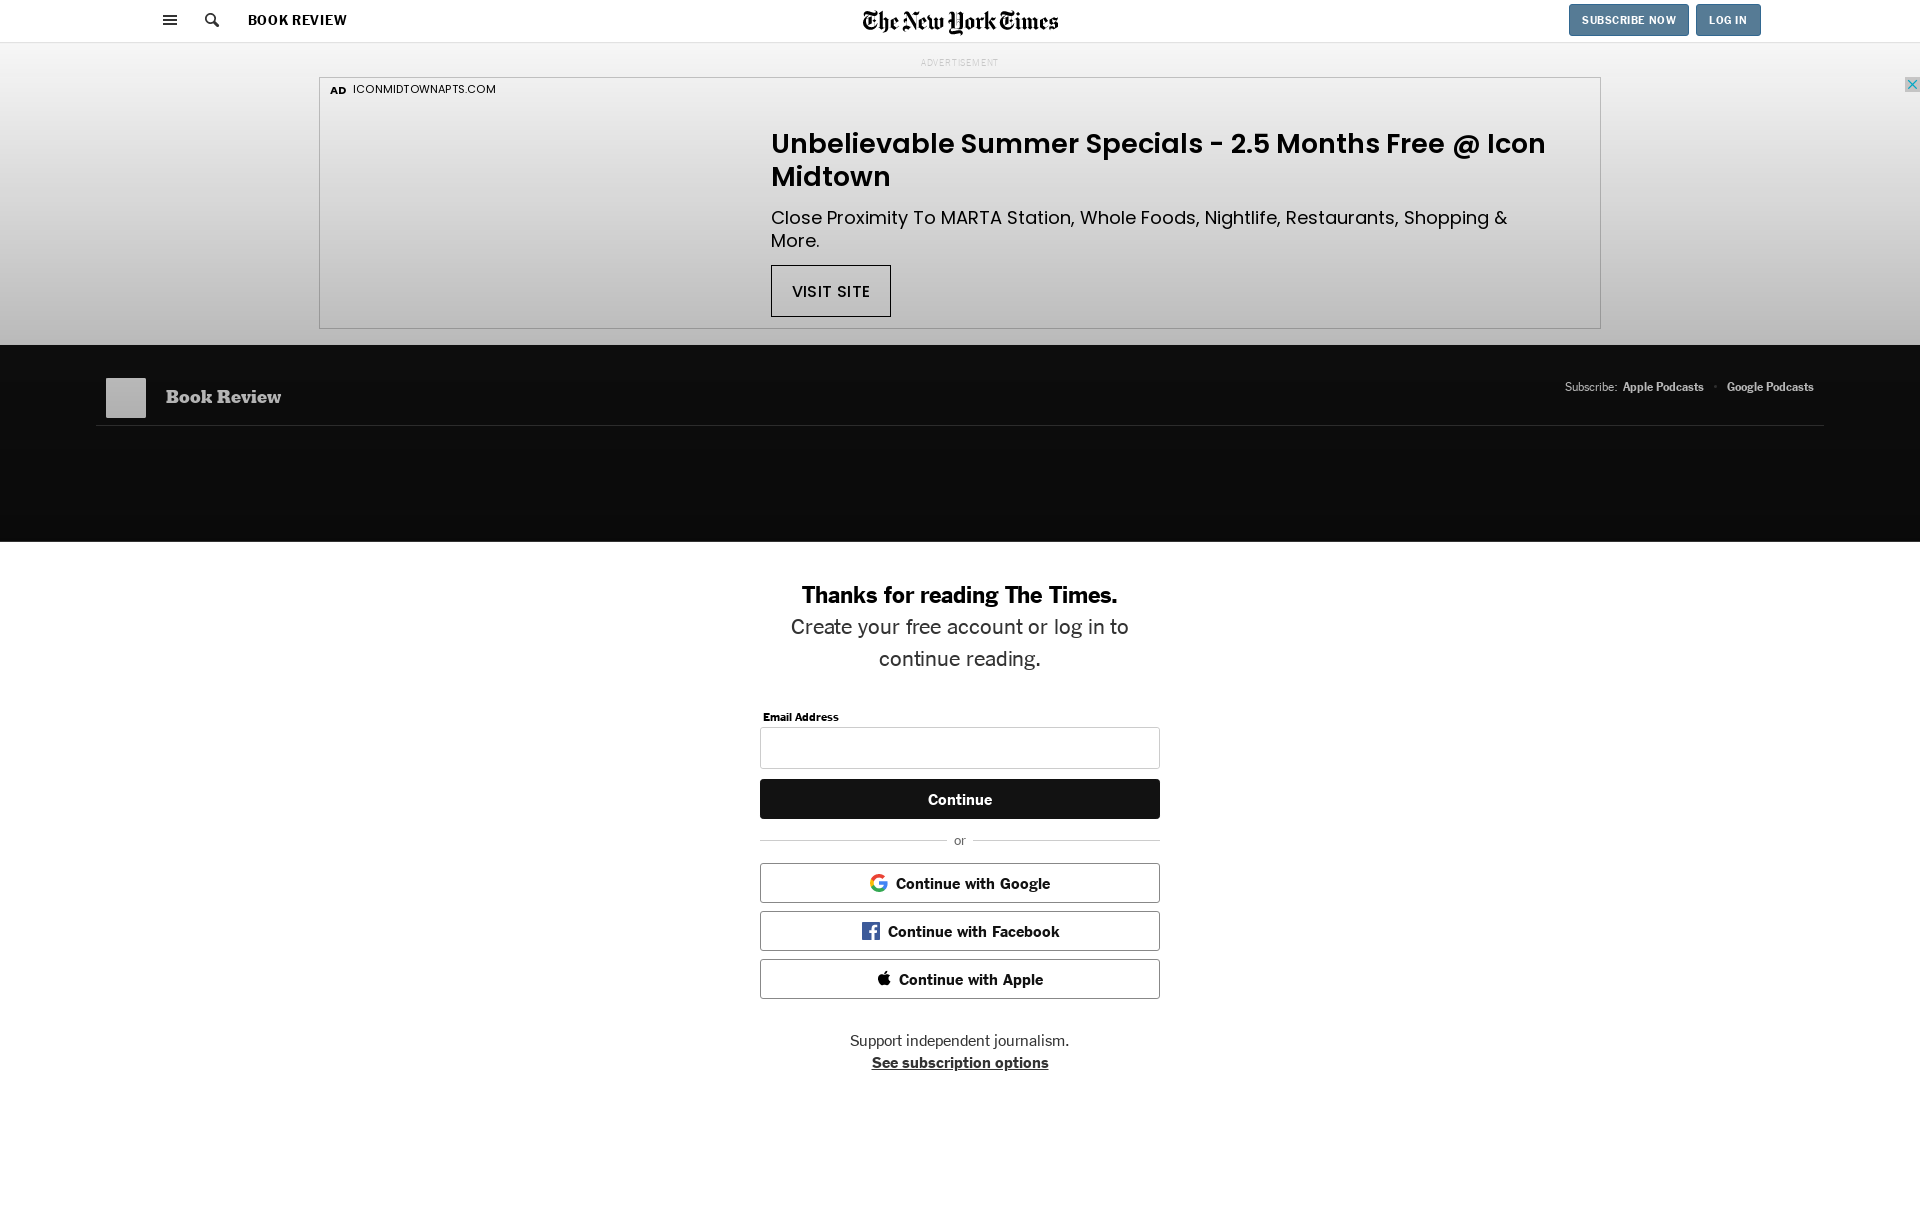 BOOK REVIEW
The New York Times
SUBSCRIBE NOW
LOG IN
ADVERTISEMENT
AD ICONMIDTOWNAPTS.COM
Unbelievable Summer Specials - 2.5 Months Free @ Icon
Midtown
Close Proximity To MARTA Station, Whole Foods, Nightlife, Restaurants, Shopping &
More.
VISIT SITE
Book Review
Subscribe: Apple Podcasts • Google Podcasts
Thanks for reading The Times.
Create your free account or log in to
continue reading.
Email Address
Continue
or
Continue with Google
Continue with Facebook
Continue with Apple
Support independent journalism.
See subscription options